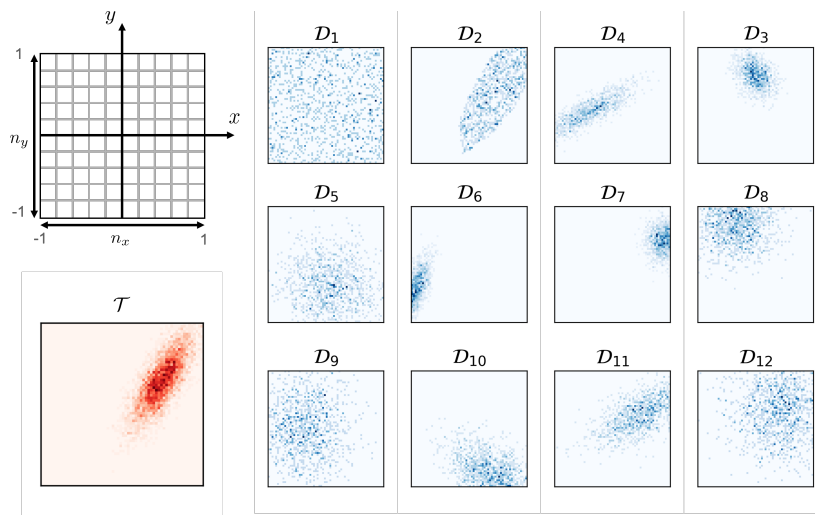 y
x
1
n_y
-1
-1
n_x
1
𝒯
𝒟₁
𝒟₂
𝒟₄
𝒟₃
𝒟₅
𝒟₆
𝒟₇
𝒟₈
𝒟₉
𝒟₁₀
𝒟₁₁
𝒟₁₂